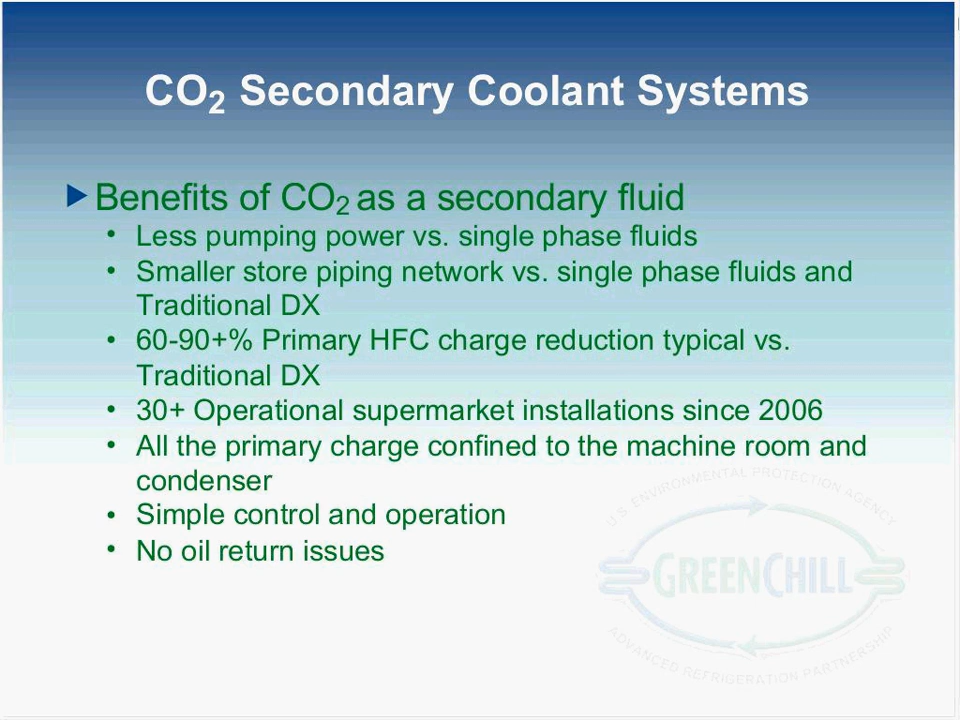 CO₂ Secondary Coolant Systems
Benefits of CO₂ as a secondary fluid
• Less pumping power vs. single phase fluids
• Smaller store piping network vs. single phase fluids and
Traditional DX
• 60-90+% Primary HFC charge reduction typical vs.
Traditional DX
• 30+ Operational supermarket installations since 2006
• All the primary charge confined to the machine room and
condenser
• Simple control and operation
• No oil return issues
U.S. ENVIRONMENTAL PROTECTION AGENCY
GREENCHILL
ADVANCED REFRIGERATION PARTNERSHIP